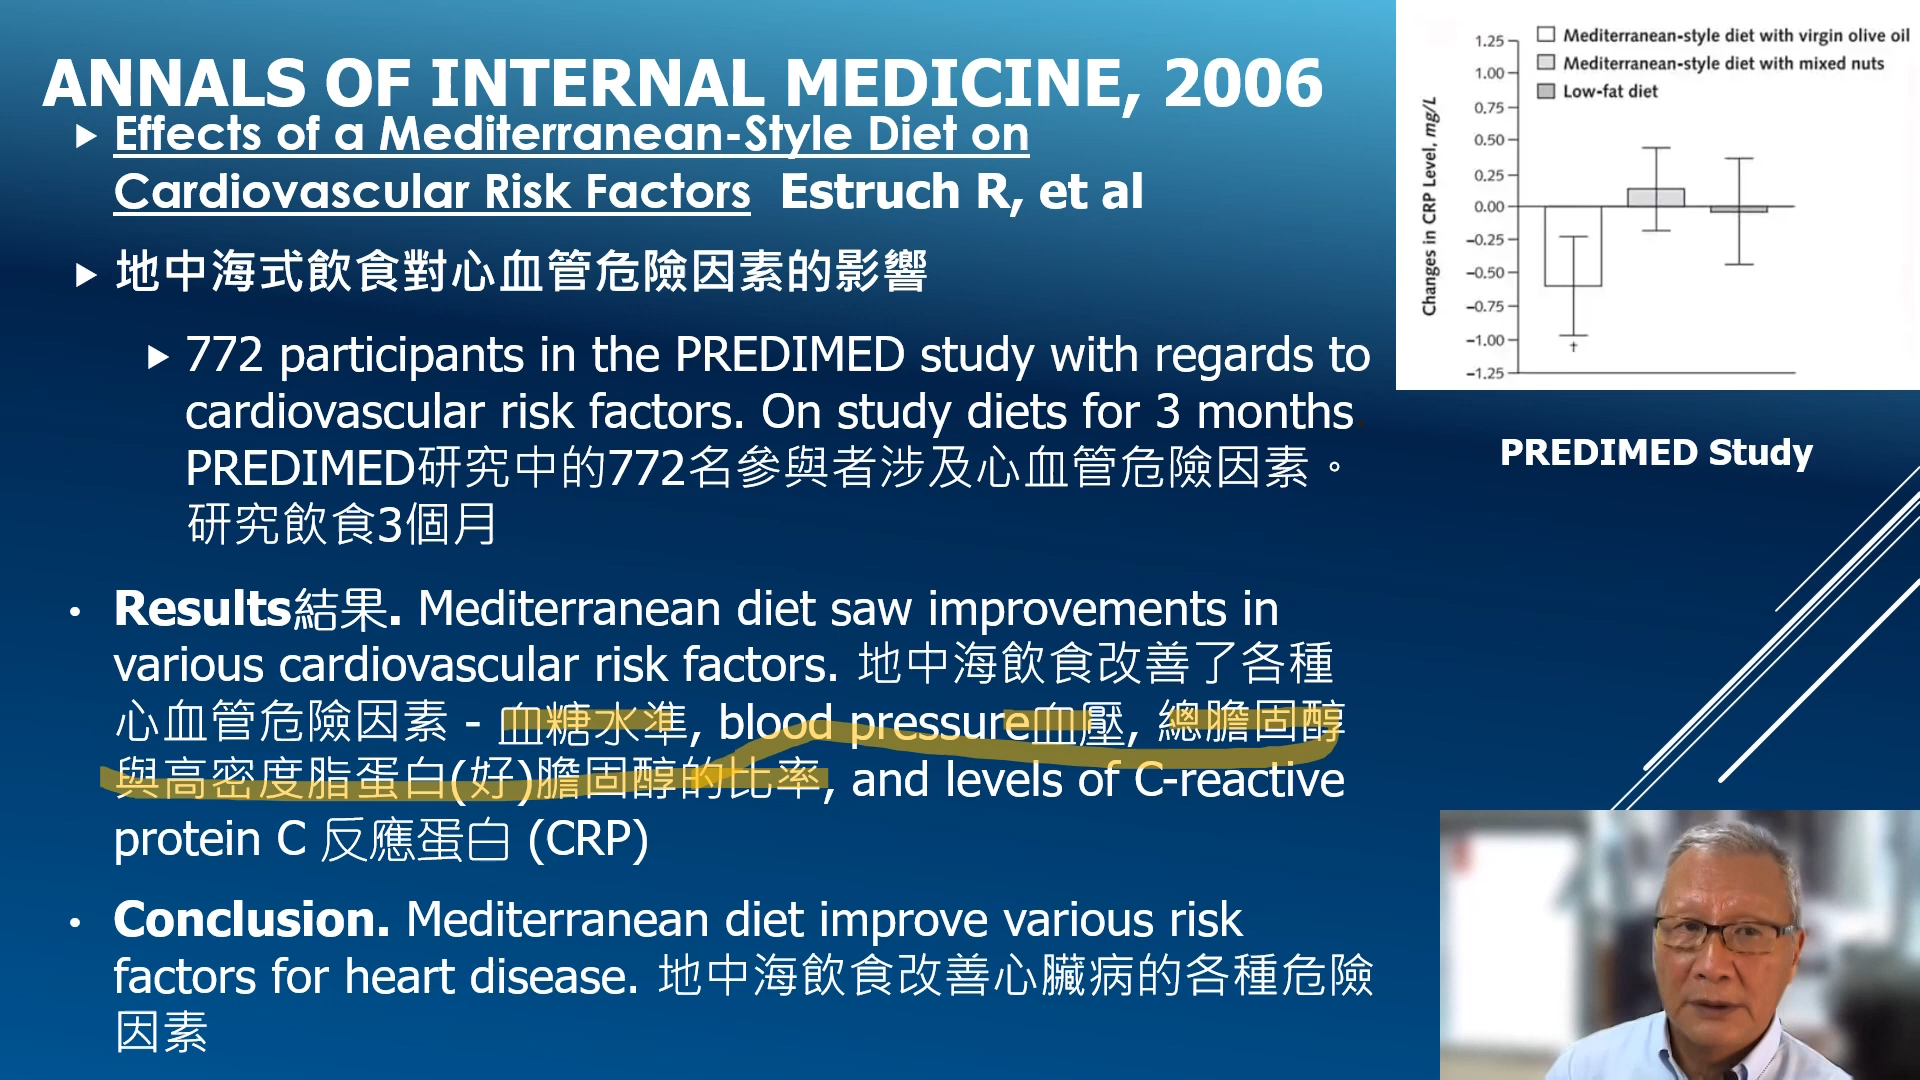 ANNALS OF INTERNAL MEDICINE, 2006
Effects of a Mediterranean-Style Diet on
Cardiovascular Risk Factors Estruch R, et al
地中海式飲食對心血管危險因素的影響
772 participants in the PREDIMED study with regards to
cardiovascular risk factors. On study diets for 3 months.
PREDIMED研究中的772名參與者涉及心血管危險因素。
研究飲食3個月
Results結果. Mediterranean diet saw improvements in
various cardiovascular risk factors. 地中海飲食改善了各種
心血管危險因素 - 血糖水準, blood pressure血壓, 總膽固醇
與高密度脂蛋白(好)膽固醇的比率, and levels of C-reactive
protein C 反應蛋白 (CRP)
Conclusion. Mediterranean diet improve various risk
factors for heart disease. 地中海飲食改善心臟病的各種危險
因素
Mediterranean-style diet with virgin olive oil
Mediterranean-style diet with mixed nuts
Low-fat diet
Changes in CRP Level, mg/L
1.25
1.00
0.75
0.50
0.25
0.00
–0.25
–0.50
–0.75
–1.00
–1.25
†
PREDIMED Study